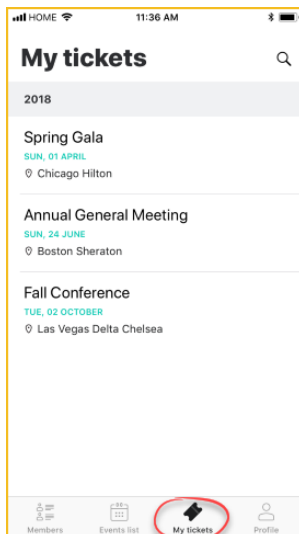 HOME 11:36 AM
My tickets
2018
Spring Gala
SUN, 01 APRIL
Chicago Hilton
Annual General Meeting
SUN, 24 JUNE
Boston Sheraton
Fall Conference
TUE, 02 OCTOBER
Las Vegas Delta Chelsea
Members Events list My tickets Profile